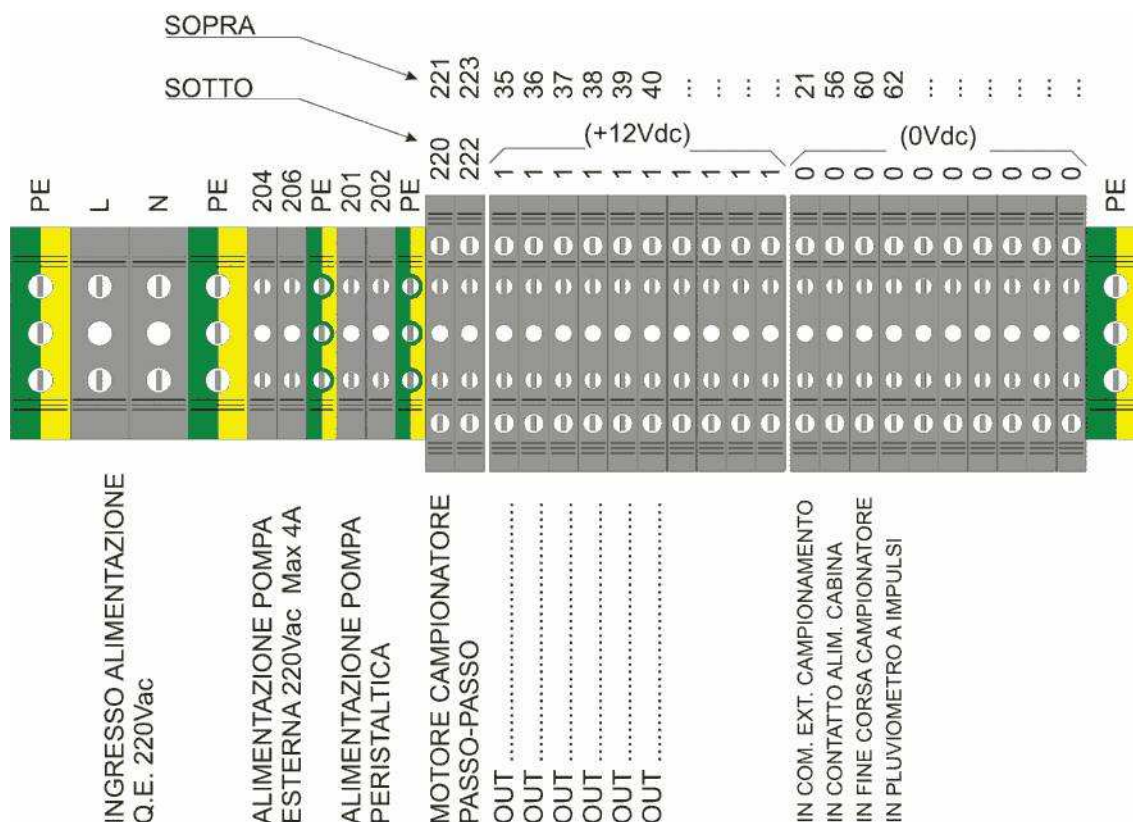 SOPRA
SOTTO
221 223 35 36 37 38 39 40 ... ... ... ... 21 56 60 62 ... ... ... ... ... ...
(+12Vdc) (0Vdc)
220 222 1 1 1 1 1 1 1 1 1 1 0 0 0 0 0 0 0 0 0 0
PE L N PE 204 206 PE 201 202 PE PE
INGRESSO ALIMENTAZIONE
Q.E. 220Vac
ALIMENTAZIONE POMPA
ESTERNA 220Vac Max 4A
ALIMENTAZIONE POMPA
PERISTALTICA
MOTORE CAMPIONATORE
PASSO-PASSO
OUT ................................
OUT ................................
OUT ................................
OUT ................................
OUT ................................
OUT ................................
IN COM. EXT. CAMPIONAMENTO
IN CONTATTO ALIM. CABINA
IN FINE CORSA CAMPIONATORE
IN PLUVIOMETRO A IMPULSI